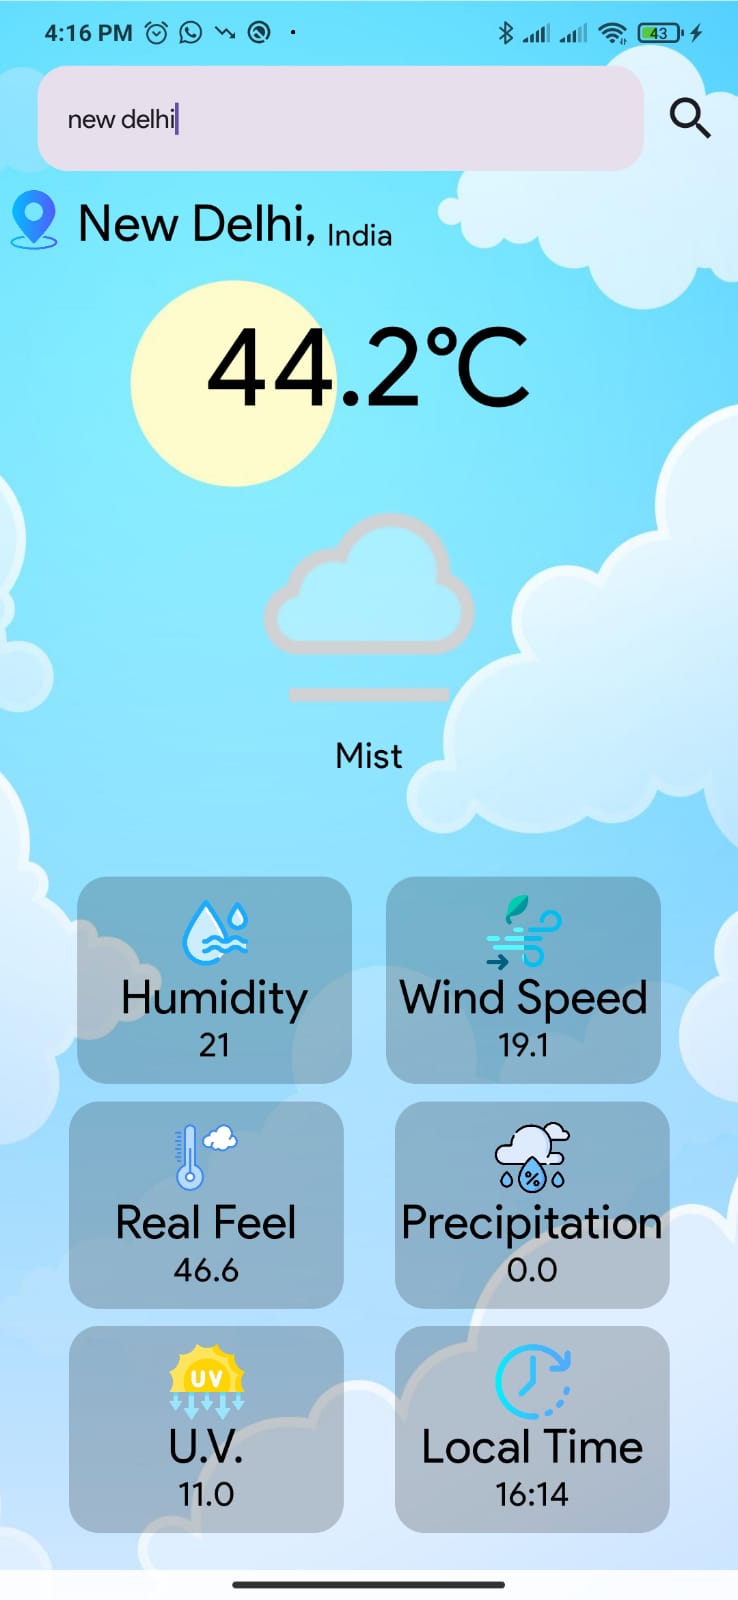 4:16 PM 43
new delhi
New Delhi, India
44.2°C
Mist
Humidity Wind Speed
21 19.1
Real Feel Precipitation
46.6 0.0
UV
U.V. Local Time
11.0 16:14